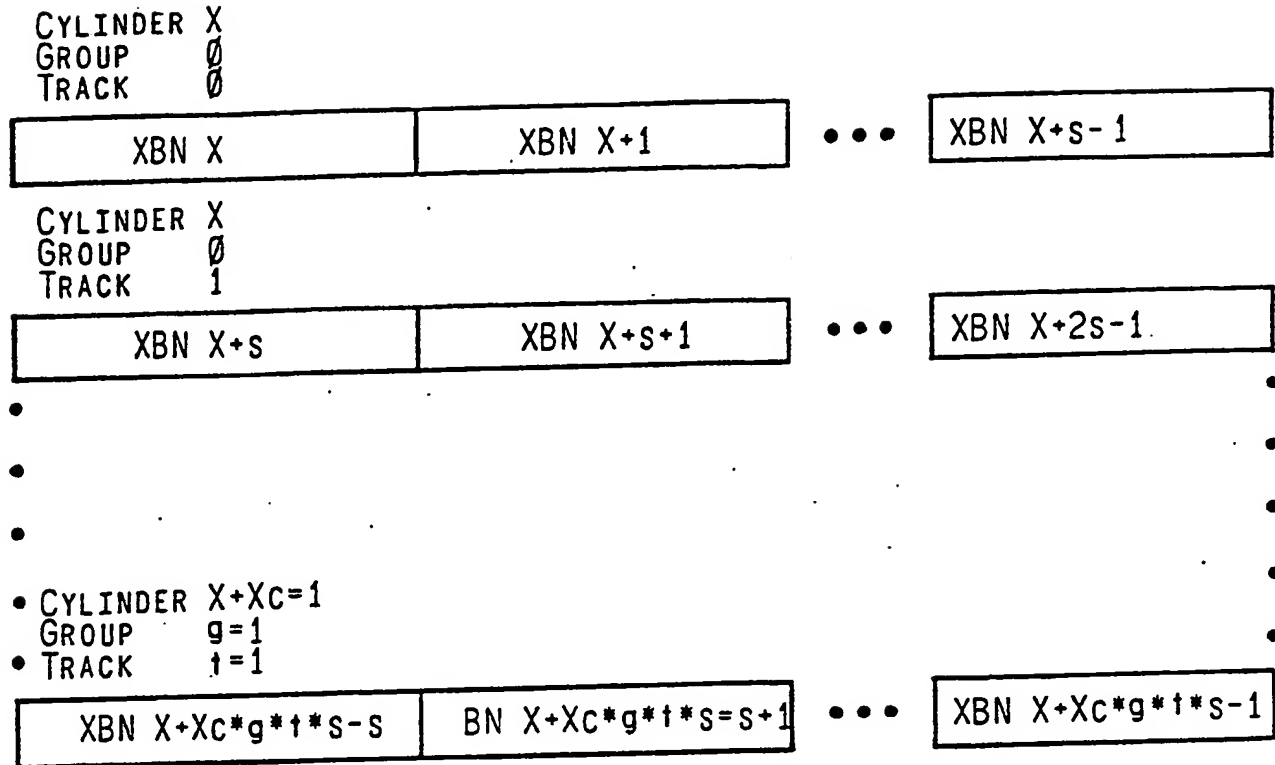 CYLINDER X
GROUP Ø
TRACK Ø
XBN X XBN X+1 ••• XBN X+s-1
CYLINDER X
GROUP Ø
TRACK 1
XBN X+s XBN X+s+1 ••• XBN X+2s-1
CYLINDER X+XC=1
GROUP g=1
TRACK t=1
XBN X+XC*g*t*s-s BN X+XC*g*t*s=s+1 ••• XBN X+XC*g*t*s-1